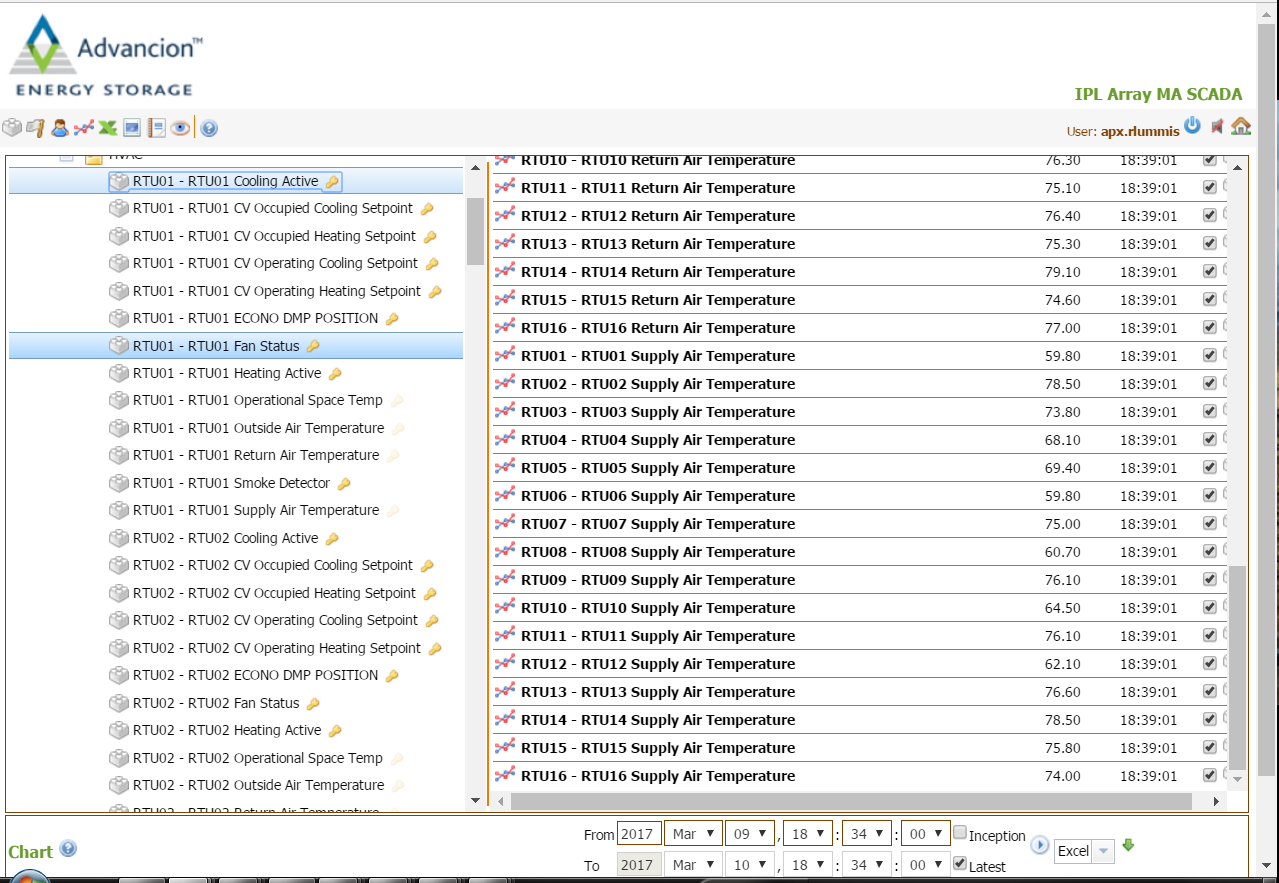 Advancion™
ENERGY STORAGE
IPL Array MA SCADA
User: apx.rlummis
HVAC
RTU01 - RTU01 Cooling Active
RTU01 - RTU01 CV Occupied Cooling Setpoint
RTU01 - RTU01 CV Occupied Heating Setpoint
RTU01 - RTU01 CV Operating Cooling Setpoint
RTU01 - RTU01 CV Operating Heating Setpoint
RTU01 - RTU01 ECONO DMP POSITION
RTU01 - RTU01 Fan Status
RTU01 - RTU01 Heating Active
RTU01 - RTU01 Operational Space Temp
RTU01 - RTU01 Outside Air Temperature
RTU01 - RTU01 Return Air Temperature
RTU01 - RTU01 Smoke Detector
RTU01 - RTU01 Supply Air Temperature
RTU02 - RTU02 Cooling Active
RTU02 - RTU02 CV Occupied Cooling Setpoint
RTU02 - RTU02 CV Occupied Heating Setpoint
RTU02 - RTU02 CV Operating Cooling Setpoint
RTU02 - RTU02 CV Operating Heating Setpoint
RTU02 - RTU02 ECONO DMP POSITION
RTU02 - RTU02 Fan Status
RTU02 - RTU02 Heating Active
RTU02 - RTU02 Operational Space Temp
RTU02 - RTU02 Outside Air Temperature
RTU02 - RTU02 Return Air Temperature
RTU10 - RTU10 Return Air Temperature 76.30 18:39:01
RTU11 - RTU11 Return Air Temperature 75.10 18:39:01
RTU12 - RTU12 Return Air Temperature 76.40 18:39:01
RTU13 - RTU13 Return Air Temperature 75.30 18:39:01
RTU14 - RTU14 Return Air Temperature 79.10 18:39:01
RTU15 - RTU15 Return Air Temperature 74.60 18:39:01
RTU16 - RTU16 Return Air Temperature 77.00 18:39:01
RTU01 - RTU01 Supply Air Temperature 59.80 18:39:01
RTU02 - RTU02 Supply Air Temperature 78.50 18:39:01
RTU03 - RTU03 Supply Air Temperature 73.80 18:39:01
RTU04 - RTU04 Supply Air Temperature 68.10 18:39:01
RTU05 - RTU05 Supply Air Temperature 69.40 18:39:01
RTU06 - RTU06 Supply Air Temperature 59.80 18:39:01
RTU07 - RTU07 Supply Air Temperature 75.00 18:39:01
RTU08 - RTU08 Supply Air Temperature 60.70 18:39:01
RTU09 - RTU09 Supply Air Temperature 76.10 18:39:01
RTU10 - RTU10 Supply Air Temperature 64.50 18:39:01
RTU11 - RTU11 Supply Air Temperature 76.10 18:39:01
RTU12 - RTU12 Supply Air Temperature 62.10 18:39:01
RTU13 - RTU13 Supply Air Temperature 76.60 18:39:01
RTU14 - RTU14 Supply Air Temperature 78.50 18:39:01
RTU15 - RTU15 Supply Air Temperature 75.80 18:39:01
RTU16 - RTU16 Supply Air Temperature 74.00 18:39:01
Chart
From 2017 Mar 09 , 18 : 34 : 00 Inception
Excel
To 2017 Mar 10 , 18 : 34 : 00 Latest